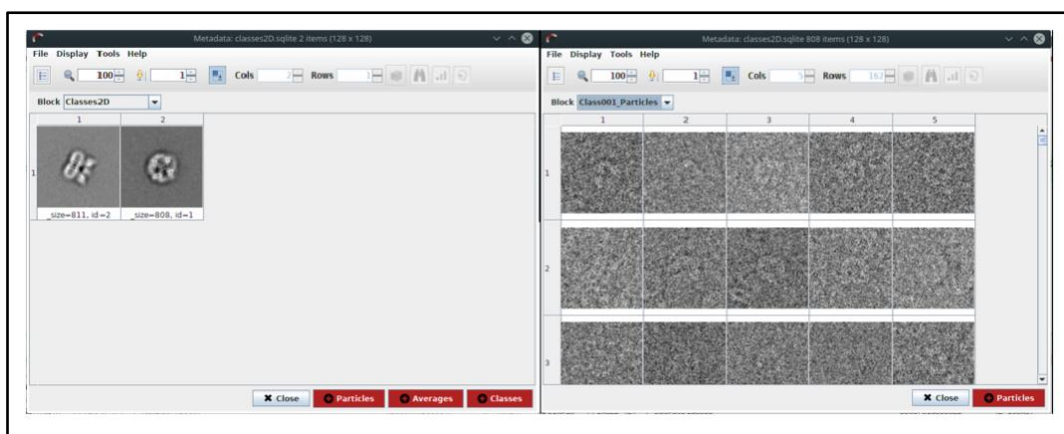 Metadata: classes2D.sqlite 2 items (128 x 128)
File Display Tools Help
100 1 Cols 2 Rows 1
Block Classes2D
1 2
1
_size=811, id=2 _size=808, id=1
Close Particles Averages Classes
Metadata: classes2D.sqlite 808 items (128 x 128)
File Display Tools Help
100 1 Cols 5 Rows 162
Block Class001_Particles
1 2 3 4 5
1
2
3
Close Particles